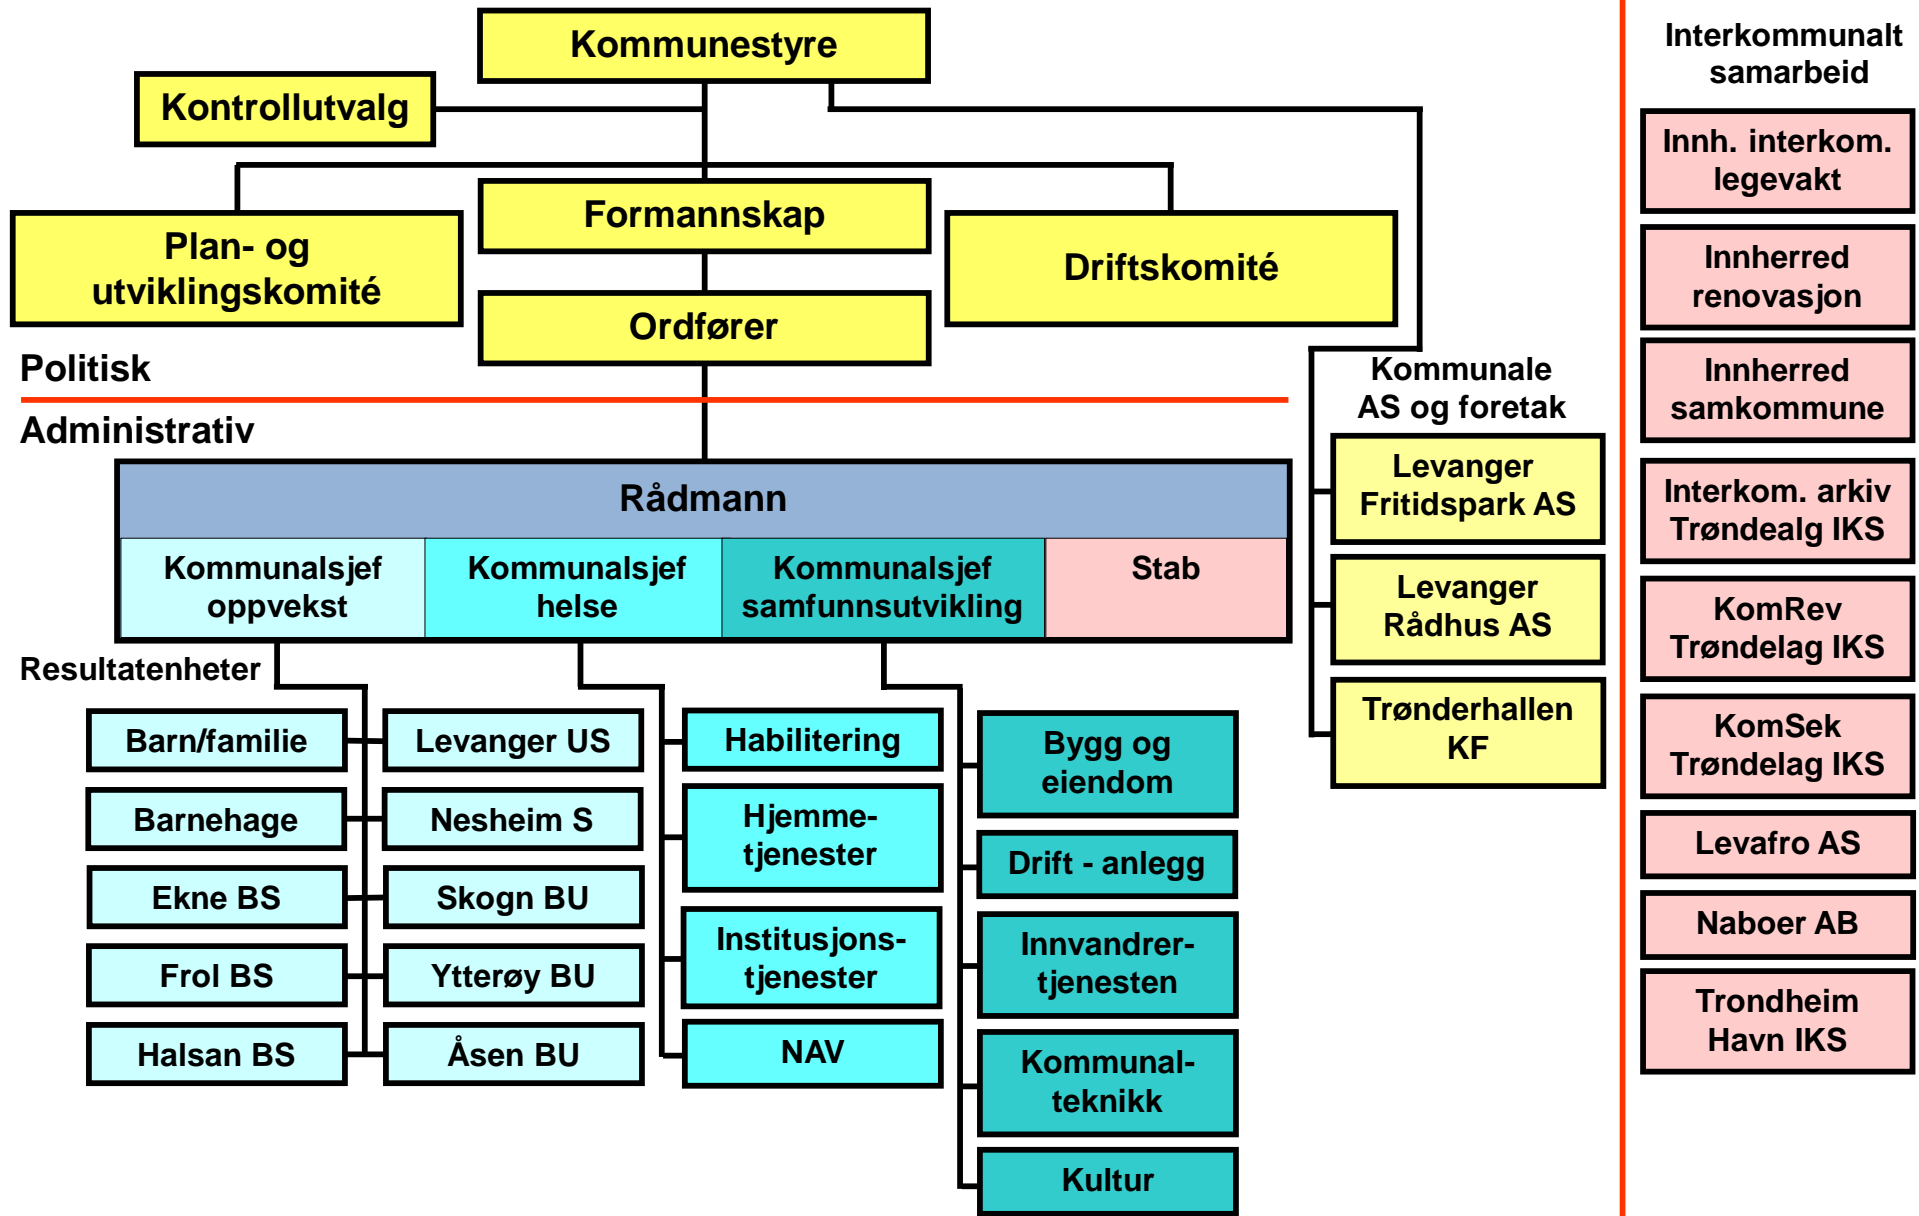 Kommunestyre
Kontrollutvalg
Plan- og
utviklingskomité
Formannskap
Driftskomité
Ordfører
Politisk
Administrativ
Rådmann
Kommunalsjef
oppvekst
Kommunalsjef
helse
Kommunalsjef
samfunnsutvikling
Stab
Resultatenheter
Barn/familie
Barnehage
Ekne BS
Frol BS
Halsan BS
Levanger US
Nesheim S
Skogn BU
Ytterøy BU
Åsen BU
Habilitering
Hjemme-
tjenester
Institusjons-
tjenester
NAV
Bygg og
eiendom
Drift - anlegg
Innvandrer-
tjenesten
Kommunal-
teknikk
Kultur
Kommunale
AS og foretak
Levanger
Fritidspark AS
Levanger
Rådhus AS
Trønderhallen
KF
Interkommunalt
samarbeid
Innh. interkom.
legevakt
Innherred
renovasjon
Innherred
samkommune
Interkom. arkiv
Trøndealg IKS
KomRev
Trøndelag IKS
KomSek
Trøndelag IKS
Levafro AS
Naboer AB
Trondheim
Havn IKS